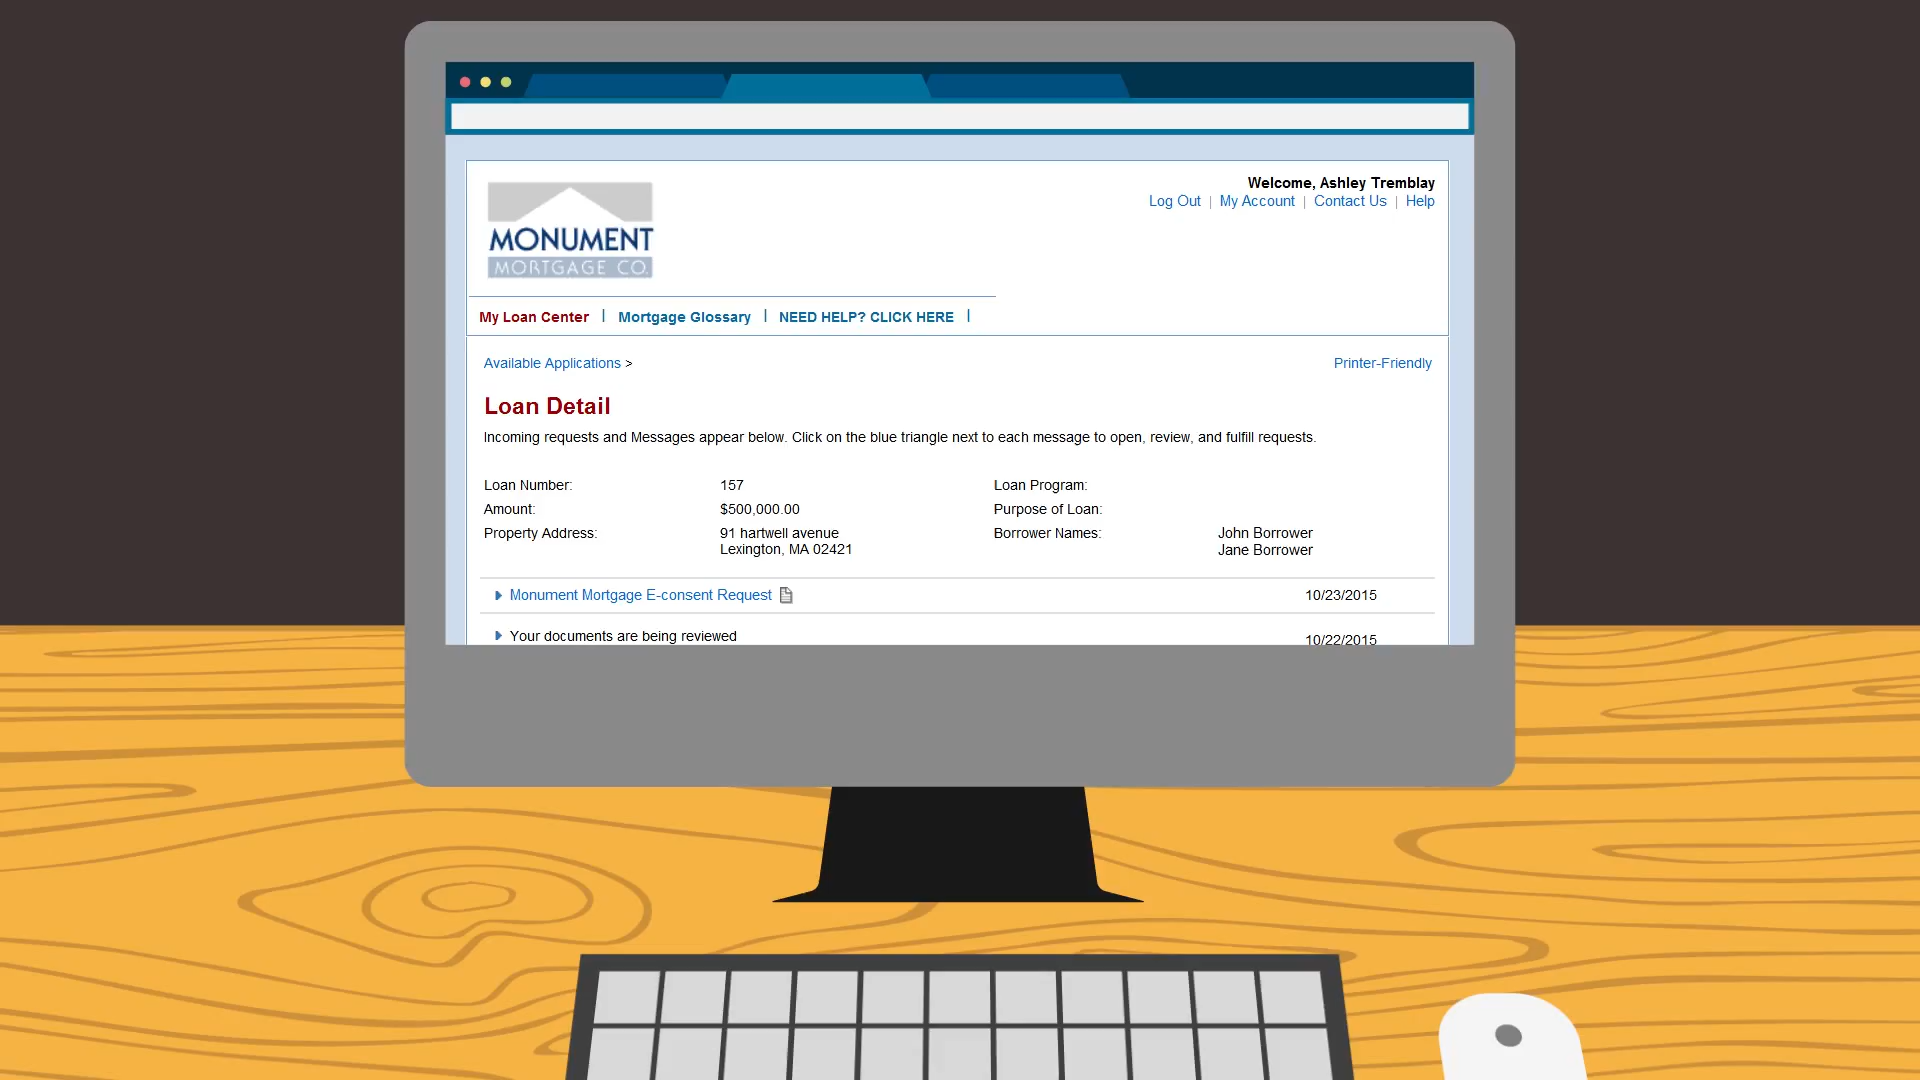 Welcome, Ashley Tremblay
Log Out | My Account | Contact Us | Help
MONUMENT
MORTGAGE CO.
My Loan Center | Mortgage Glossary | NEED HELP? CLICK HERE |
Available Applications >
Printer-Friendly
Loan Detail
Incoming requests and Messages appear below. Click on the blue triangle next to each message to open, review, and fulfill requests.
Loan Number: 157 Loan Program:
Amount: $500,000.00 Purpose of Loan:
Property Address: 91 hartwell avenue Borrower Names: John Borrower
Lexington, MA 02421 Jane Borrower
Monument Mortgage E-consent Request 10/23/2015
Your documents are being reviewed 10/22/2015